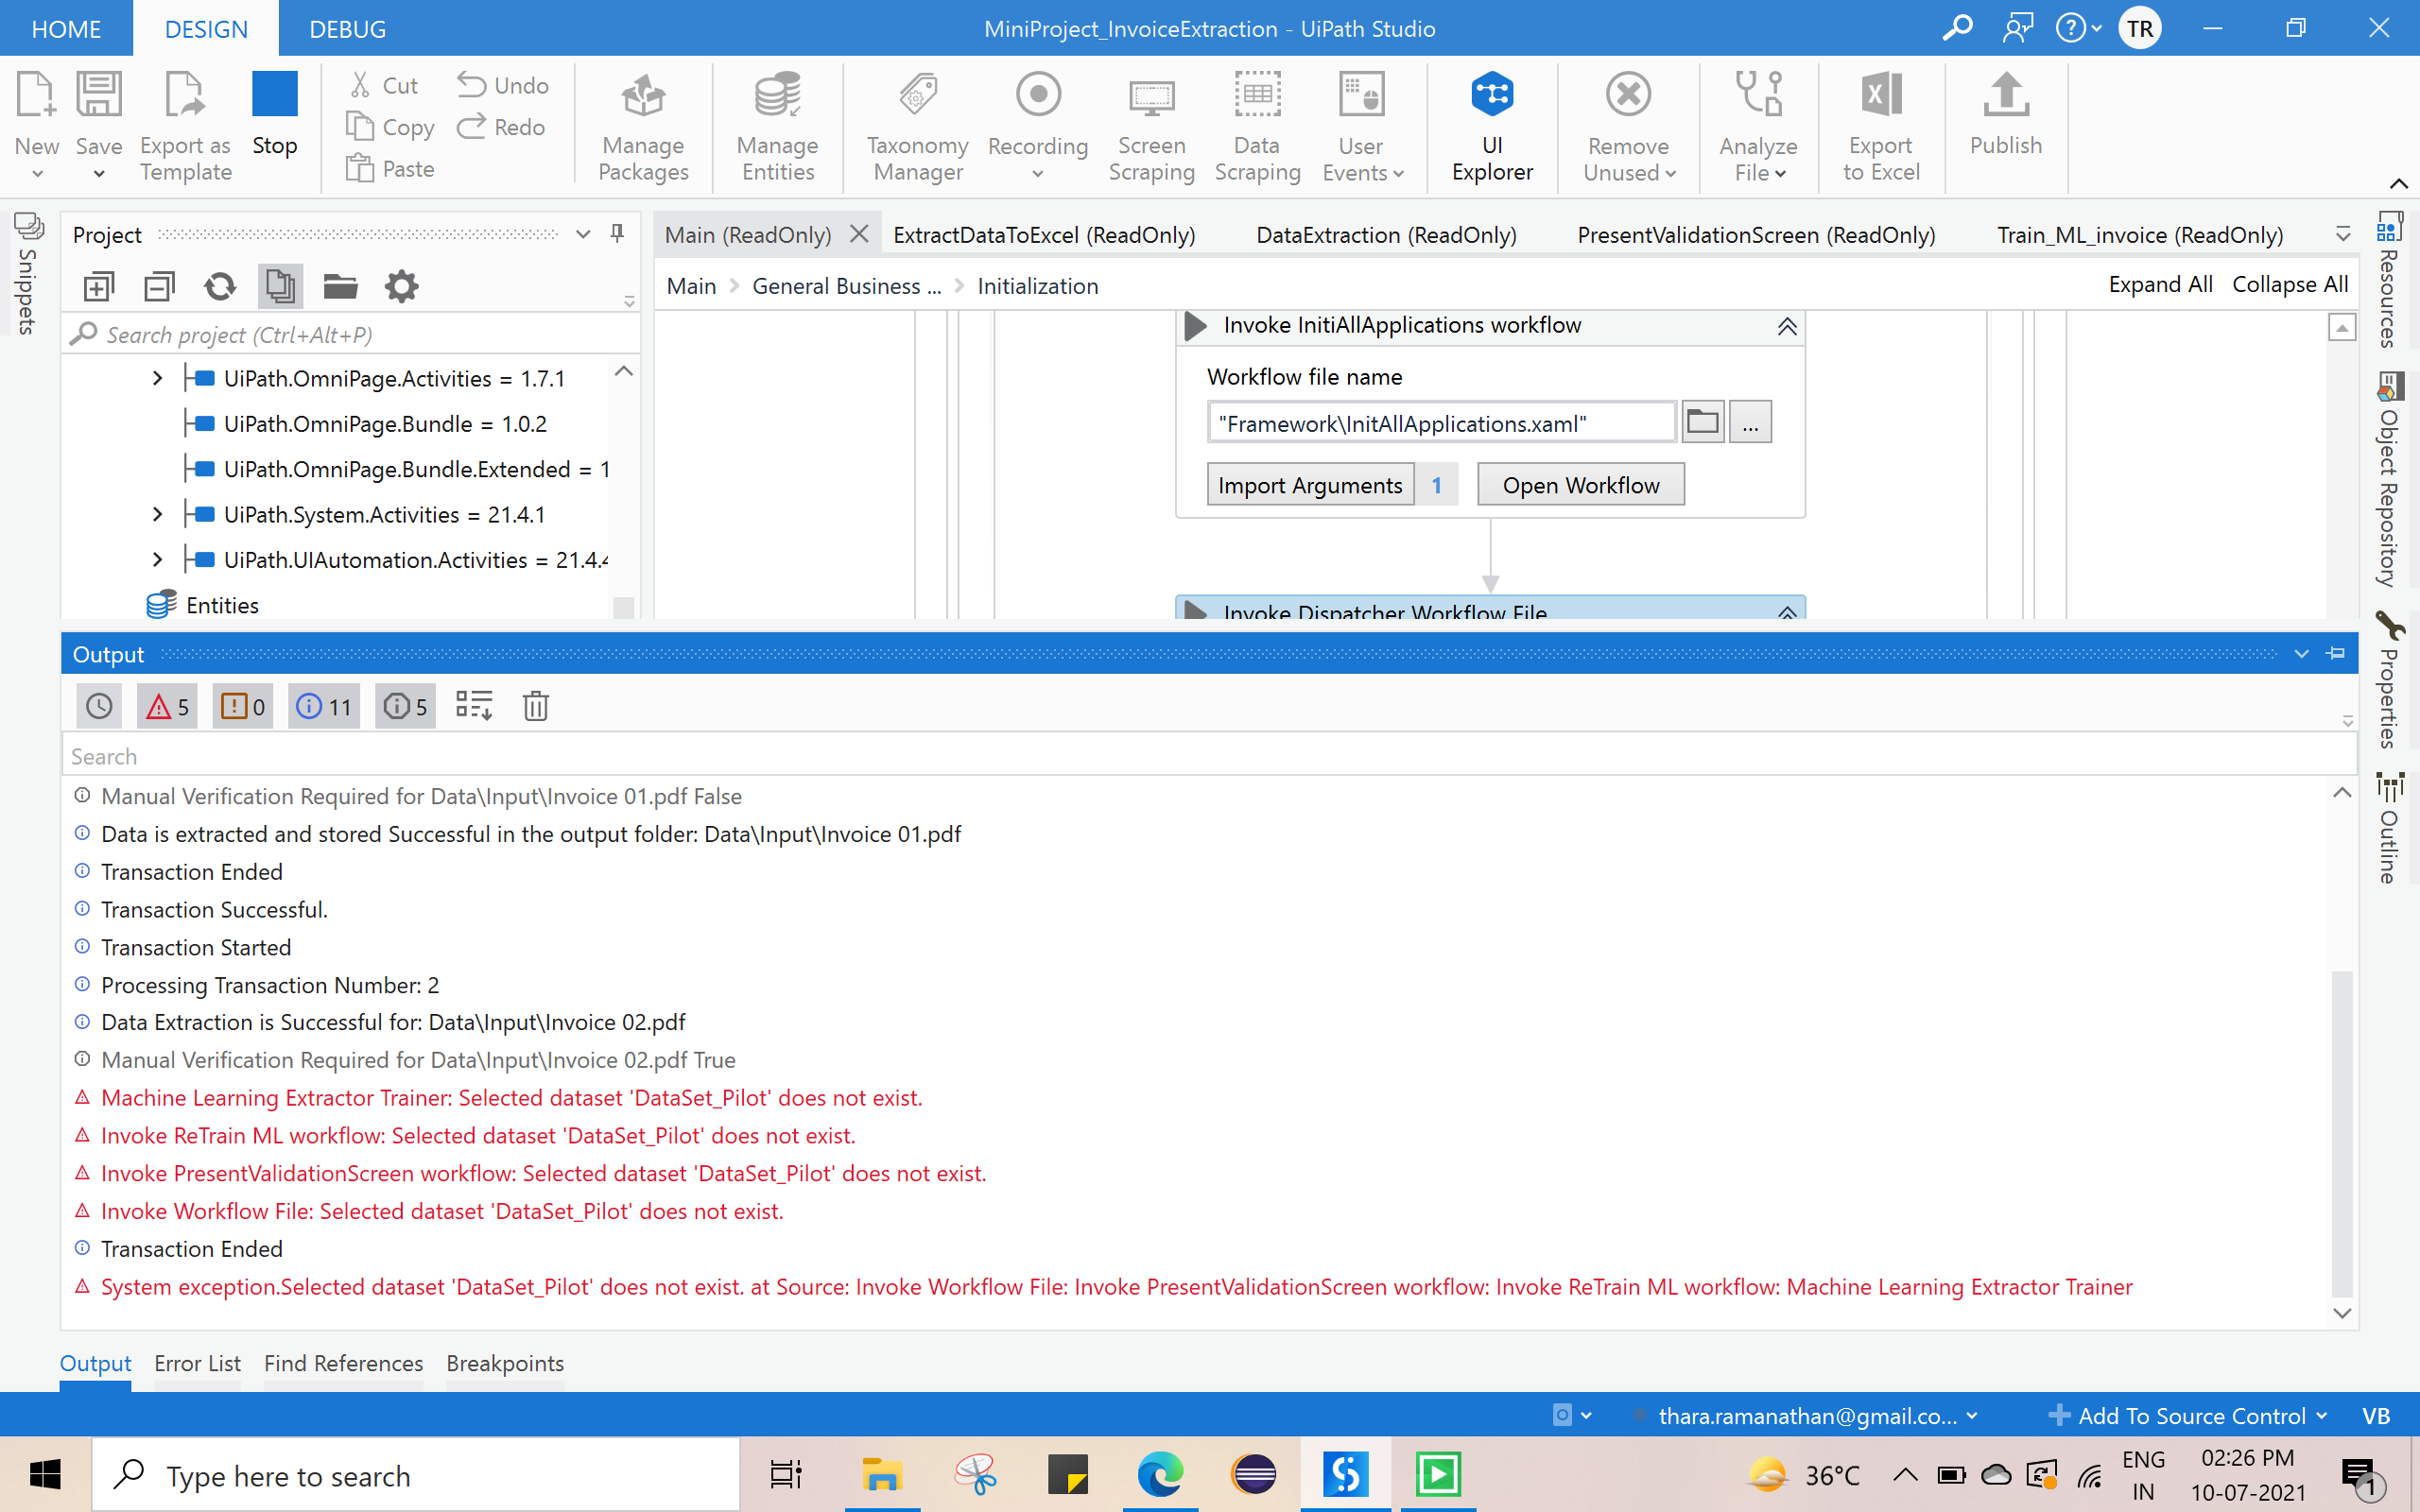 HOME
DESIGN
DEBUG
MiniProject_InvoiceExtraction - UiPath Studio
TR
New
Save
Export as
Template
Stop
Cut
Copy
Paste
Undo
Redo
Manage
Packages
Manage
Entities
Taxonomy
Manager
Recording
Screen
Scraping
Data
Scraping
User
Events
UI
Explorer
Remove
Unused
Analyze
File
Export
to Excel
Publish
Snippets
Project
Search project (Ctrl+Alt+P)
UiPath.OmniPage.Activities = 1.7.1
UiPath.OmniPage.Bundle = 1.0.2
UiPath.OmniPage.Bundle.Extended = 1
UiPath.System.Activities = 21.4.1
UiPath.UIAutomation.Activities = 21.4.4
Entities
Main (ReadOnly)
ExtractDataToExcel (ReadOnly)
DataExtraction (ReadOnly)
PresentValidationScreen (ReadOnly)
Train_ML_invoice (ReadOnly)
Main
General Business ...
Initialization
Expand All
Collapse All
Invoke InitiAllApplications workflow
Workflow file name
"Framework\InitAllApplications.xaml"
...
Import Arguments
1
Open Workflow
Invoke Dispatcher Workflow File
Resources
Object Repository
Properties
Outline
Output
5
0
11
5
Search
Manual Verification Required for Data\Input\Invoice 01.pdf False
Data is extracted and stored Successful in the output folder: Data\Input\Invoice 01.pdf
Transaction Ended
Transaction Successful.
Transaction Started
Processing Transaction Number: 2
Data Extraction is Successful for: Data\Input\Invoice 02.pdf
Manual Verification Required for Data\Input\Invoice 02.pdf True
Machine Learning Extractor Trainer: Selected dataset 'DataSet_Pilot' does not exist.
Invoke ReTrain ML workflow: Selected dataset 'DataSet_Pilot' does not exist.
Invoke PresentValidationScreen workflow: Selected dataset 'DataSet_Pilot' does not exist.
Invoke Workflow File: Selected dataset 'DataSet_Pilot' does not exist.
Transaction Ended
System exception.Selected dataset 'DataSet_Pilot' does not exist. at Source: Invoke Workflow File: Invoke PresentValidationScreen workflow: Invoke ReTrain ML workflow: Machine Learning Extractor Trainer
Output
Error List
Find References
Breakpoints
thara.ramanathan@gmail.co...
Add To Source Control
VB
Type here to search
36°C
ENG
IN
02:26 PM
10-07-2021
1